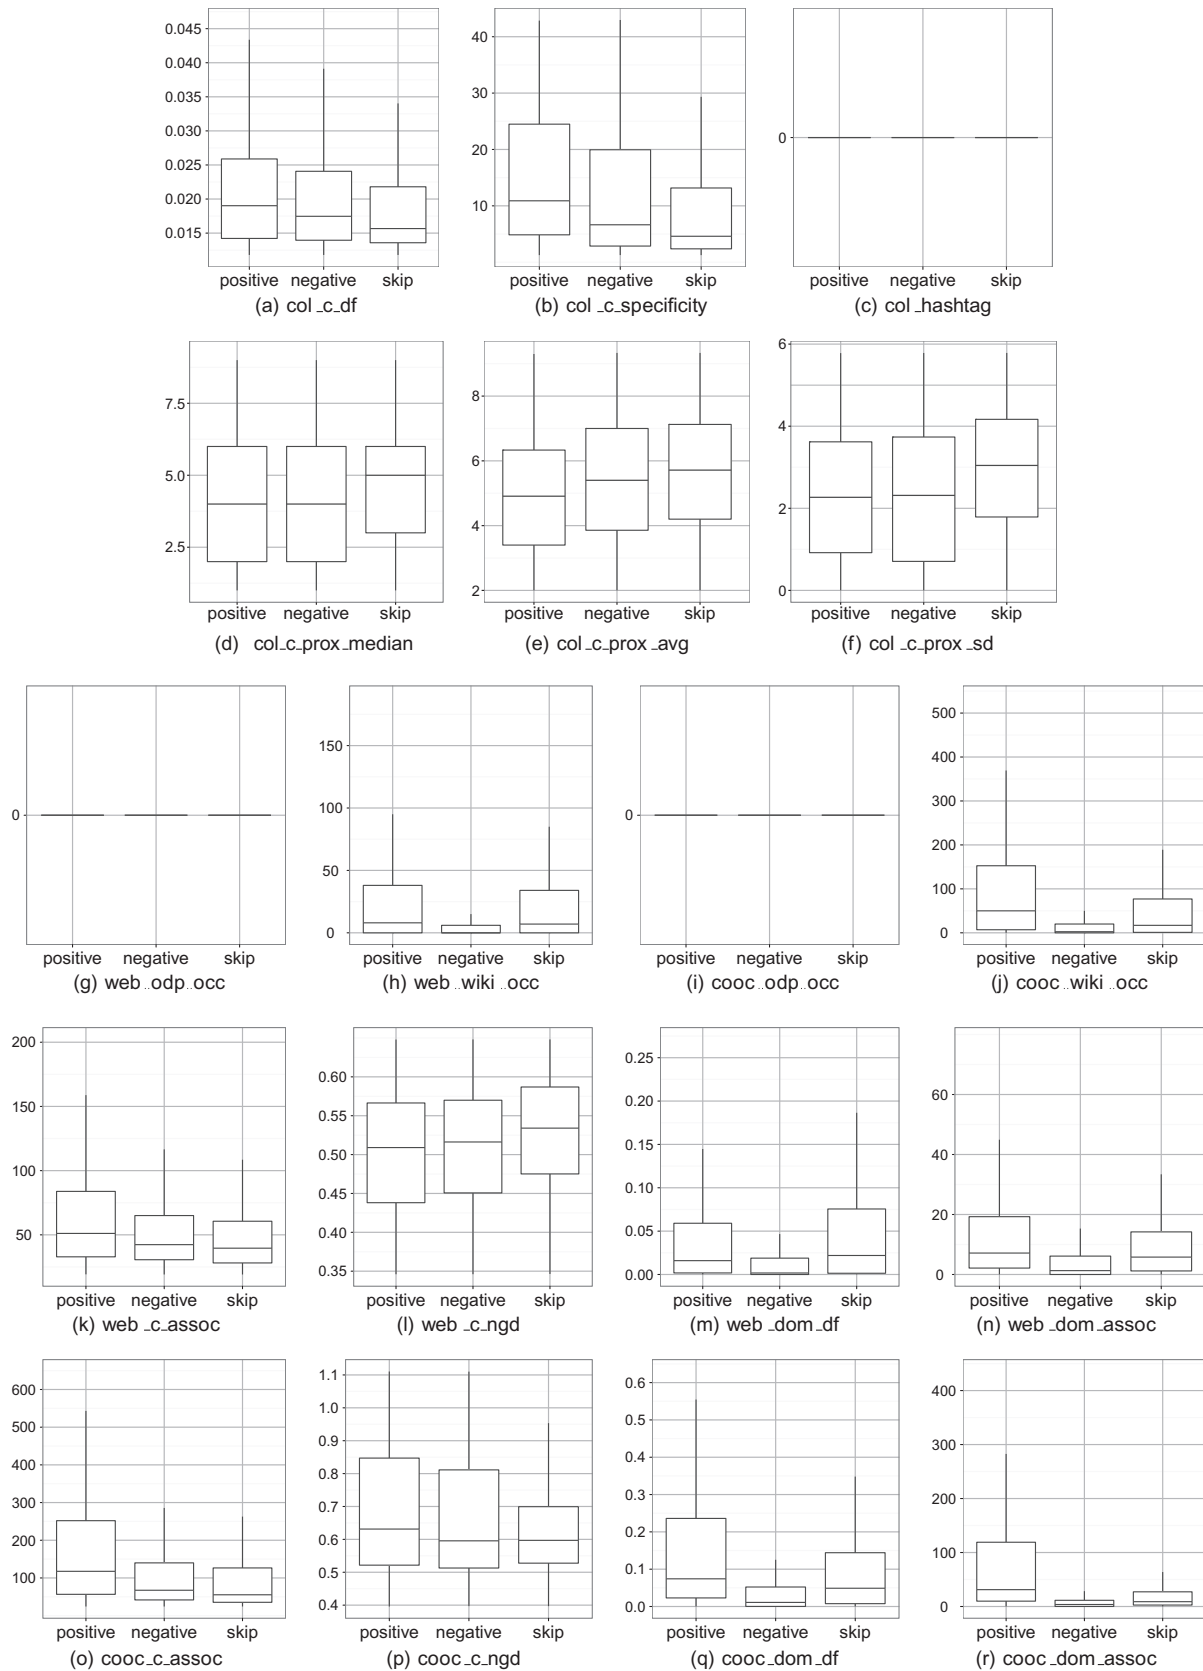 0.045
0.040
0.035
0.030
0.025
0.020
0.015
positive negative skip
(a) col_c_df
40
30
20
10
positive negative skip
(b) col_c_specificity
0
positive negative skip
(c) col_hashtag
7.5
5.0
2.5
positive negative skip
(d) col_c_prox_median
8
6
4
2
positive negative skip
(e) col_c_prox_avg
6
4
2
0
positive negative skip
(f) col_c_prox_sd
0
positive negative skip
(g) web_odp_occ
150
100
50
0
positive negative skip
(h) web_wiki_occ
0
positive negative skip
(i) cooc_odp_occ
500
400
300
200
100
0
positive negative skip
(j) cooc_wiki_occ
200
150
100
50
positive negative skip
(k) web_c_assoc
0.60
0.55
0.50
0.45
0.40
0.35
positive negative skip
(l) web_c_ngd
0.25
0.20
0.15
0.10
0.05
0.00
positive negative skip
(m) web_dom_df
60
40
20
0
positive negative skip
(n) web_dom_assoc
600
500
400
300
200
100
positive negative skip
(o) cooc_c_assoc
1.1
1.0
0.9
0.8
0.7
0.6
0.5
0.4
positive negative skip
(p) cooc_c_ngd
0.6
0.5
0.4
0.3
0.2
0.1
0.0
positive negative skip
(q) cooc_dom_df
400
300
200
100
0
positive negative skip
(r) cooc_dom_assoc